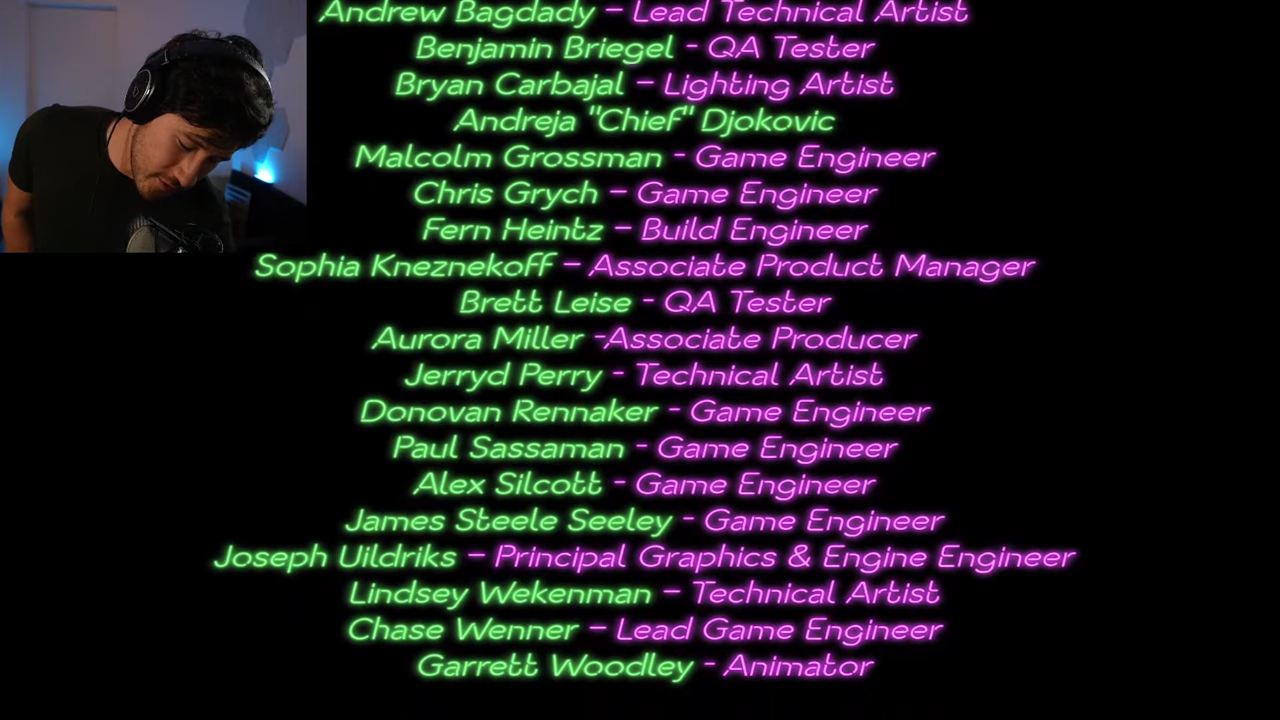 Andrew Bagdady – Lead Technical Artist
Benjamin Briegel - QA Tester
Bryan Carbajal – Lighting Artist
Andreja "Chief" Djokovic
Malcolm Grossman - Game Engineer
Chris Grych – Game Engineer
Fern Heintz – Build Engineer
Sophia Kneznekoff – Associate Product Manager
Brett Leise - QA Tester
Aurora Miller -Associate Producer
Jerryd Perry - Technical Artist
Donovan Rennaker - Game Engineer
Paul Sassaman - Game Engineer
Alex Silcott - Game Engineer
James Steele Seeley - Game Engineer
Joseph Uildriks – Principal Graphics & Engine Engineer
Lindsey Wekenman – Technical Artist
Chase Wenner – Lead Game Engineer
Garrett Woodley - Animator